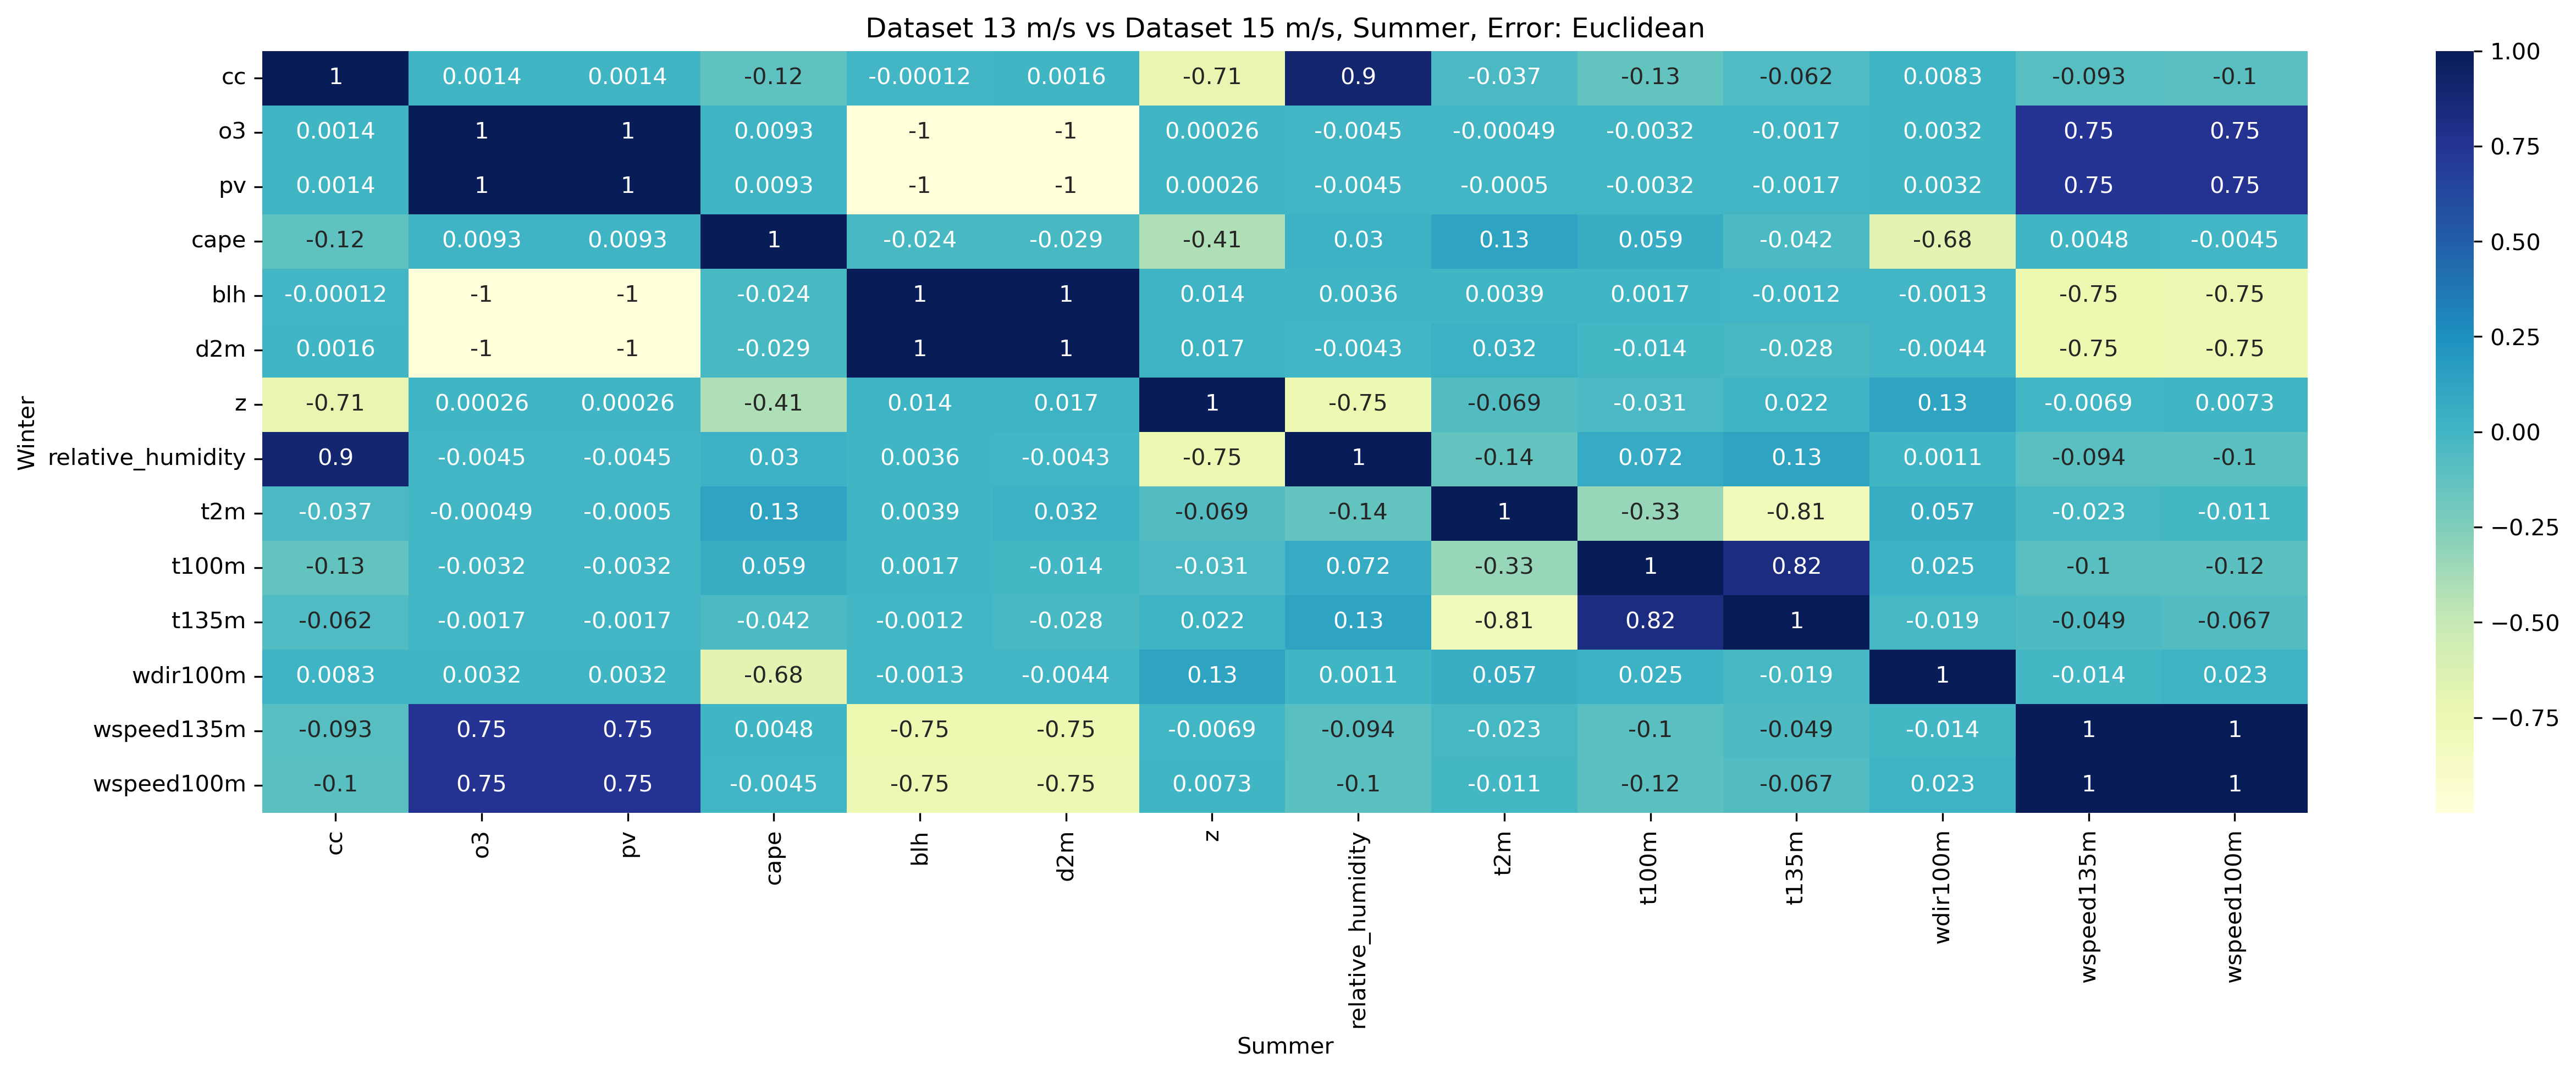 Dataset 13 m/s vs Dataset 15 m/s, Summer, Error: Euclidean
cc 1 0.0014 0.0014 -0.12 -0.00012 0.0016 -0.71 0.9 -0.037 -0.13 -0.062 0.0083 -0.093 -0.1
o3 0.0014 1 1 0.0093 -1 -1 0.00026 -0.0045 -0.00049 -0.0032 -0.0017 0.0032 0.75 0.75
pv 0.0014 1 1 0.0093 -1 -1 0.00026 -0.0045 -0.0005 -0.0032 -0.0017 0.0032 0.75 0.75
cape -0.12 0.0093 0.0093 1 -0.024 -0.029 -0.41 0.03 0.13 0.059 -0.042 -0.68 0.0048 -0.0045
blh -0.00012 -1 -1 -0.024 1 1 0.014 0.0036 0.0039 0.0017 -0.0012 -0.0013 -0.75 -0.75
d2m 0.0016 -1 -1 -0.029 1 1 0.017 -0.0043 0.032 -0.014 -0.028 -0.0044 -0.75 -0.75
z -0.71 0.00026 0.00026 -0.41 0.014 0.017 1 -0.75 -0.069 -0.031 0.022 0.13 -0.0069 0.0073
relative_humidity 0.9 -0.0045 -0.0045 0.03 0.0036 -0.0043 -0.75 1 -0.14 0.072 0.13 0.0011 -0.094 -0.1
t2m -0.037 -0.00049 -0.0005 0.13 0.0039 0.032 -0.069 -0.14 1 -0.33 -0.81 0.057 -0.023 -0.011
t100m -0.13 -0.0032 -0.0032 0.059 0.0017 -0.014 -0.031 0.072 -0.33 1 0.82 0.025 -0.1 -0.12
t135m -0.062 -0.0017 -0.0017 -0.042 -0.0012 -0.028 0.022 0.13 -0.81 0.82 1 -0.019 -0.049 -0.067
wdir100m 0.0083 0.0032 0.0032 -0.68 -0.0013 -0.0044 0.13 0.0011 0.057 0.025 -0.019 1 -0.014 0.023
wspeed135m -0.093 0.75 0.75 0.0048 -0.75 -0.75 -0.0069 -0.094 -0.023 -0.1 -0.049 -0.014 1 1
wspeed100m -0.1 0.75 0.75 -0.0045 -0.75 -0.75 0.0073 -0.1 -0.011 -0.12 -0.067 0.023 1 1
cc o3 pv cape blh d2m z relative_humidity t2m t100m t135m wdir100m wspeed135m wspeed100m
Winter
Summer
1.00
0.75
0.50
0.25
0.00
−0.25
−0.50
−0.75